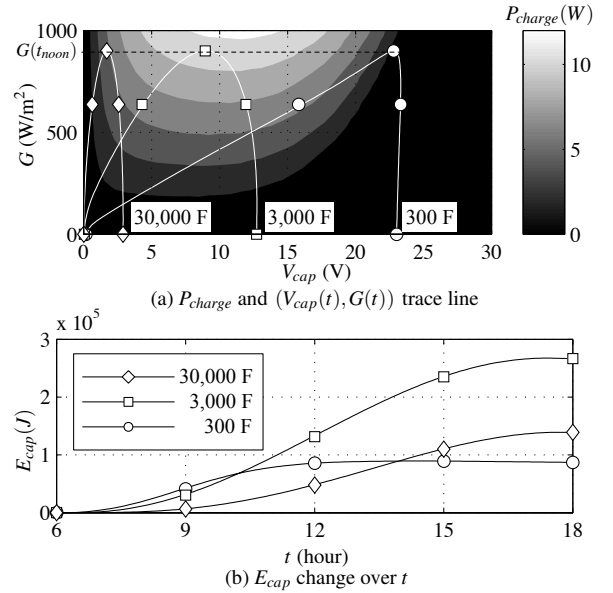 P_charge(W)
1000
G(t_noon)
500
0
G (W/m²)
30,000 F
3,000 F
300 F
0 5 10 15 20 25 30
V_cap (V)
10
5
0
(a) P_charge and (V_cap(t), G(t)) trace line
x 10⁵
3
2
1
0
E_cap(J)
30,000 F
3,000 F
300 F
6 9 12 15 18
t (hour)
(b) E_cap change over t